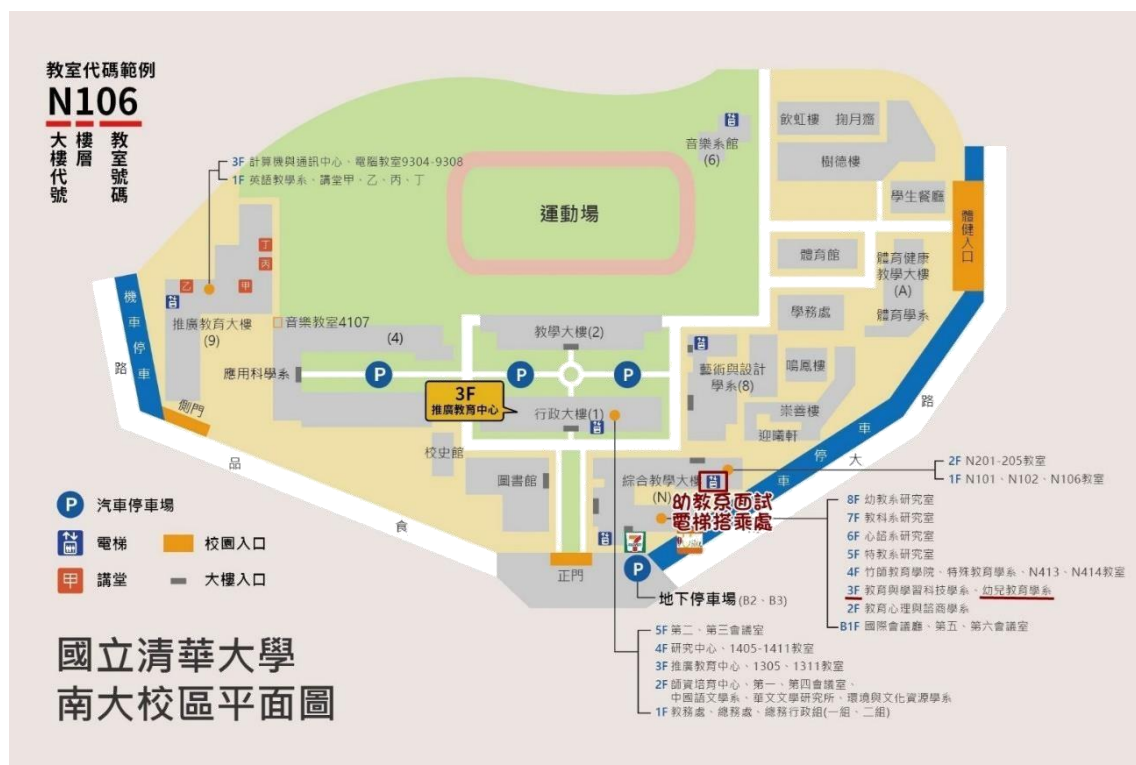 教室代碼範例
N106
大樓代號
樓層
教室號碼
3F 計算機與通訊中心、電腦教室9304-9308
1F 英語教學系、講堂甲、乙、丙、丁
音樂系館
(6)
飲虹樓
掬月齋
樹德樓
學生餐廳
體健入口
運動場
體育館
體育健康
教學大樓
(A)
體育學系
學務處
丁
丙
乙
甲
機車停車
推廣教育大樓
(9)
音樂教室4107
(4)
教學大樓(2)
藝術與設計
學系(8)
鳴鳳樓
路
應用科學系
P
P
P
3F
推廣教育中心
行政大樓(1)
崇善樓
迎曦軒
路
側門
校史館
品
圖書館
綜合教學大樓
(N)
幼教系面試
電梯搭乘處
車
停
車
大
2F N201-205教室
1F N101、N102、N106教室
8F 幼教系研究室
7F 教科系研究室
6F 心諮系研究室
5F 特教系研究室
4F 竹師教育學院、特殊教育學系、N413、N414教室
3F 教育與學習科技學系、幼兒教育學系
2F 教育心理與諮商學系
B1F 國際會議廳、第五、第六會議室
P 汽車停車場
電梯
校園入口
甲 講堂
大樓入口
食
正門
P
地下停車場(B2、B3)
5F 第二、第三會議室
4F 研究中心、1405-1411教室
3F 推廣教育中心、1305、1311教室
2F 師資培育中心、第一、第四會議室、
中國語文學系、華文文學研究所、環境與文化資源學系
1F 教務處、總務處、總務行政組(一組、二組)
國立清華大學
南大校區平面圖